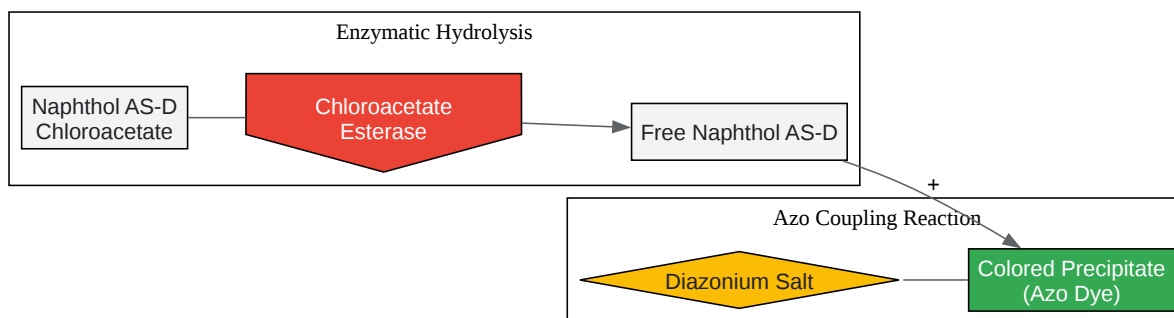 Enzymatic Hydrolysis
Naphthol AS-D
Chloroacetate
Chloroacetate
Esterase
Free Naphthol AS-D
+
Azo Coupling Reaction
Diazonium Salt
Colored Precipitate
(Azo Dye)